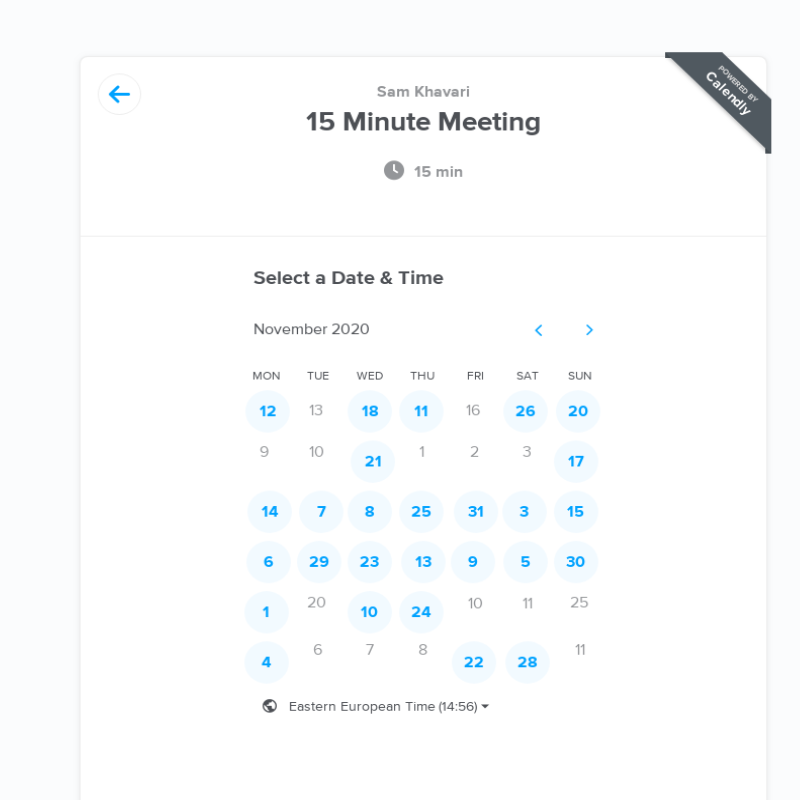 POWERED BY
Calendly
Sam Khavari
15 Minute Meeting
15 min
Select a Date & Time
November 2020
MON TUE WED THU FRI SAT SUN
12 13 18 11 16 26 20
9 10 21 1 2 3 17
14 7 8 25 31 3 15
6 29 23 13 9 5 30
1 20 10 24 10 11 25
4 6 7 8 22 28 11
Eastern European Time (14:56)